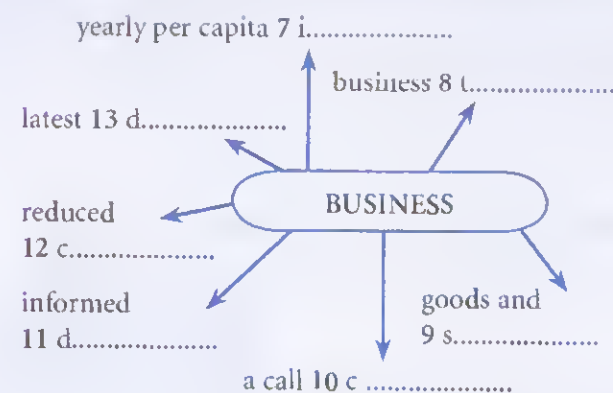 yearly per capita 7 i.....................
business 8 t.....................
latest 13 d.....................
BUSINESS
reduced
12 c.....................
informed
11 d.....................
goods and
9 s.....................
a call 10 c .....................